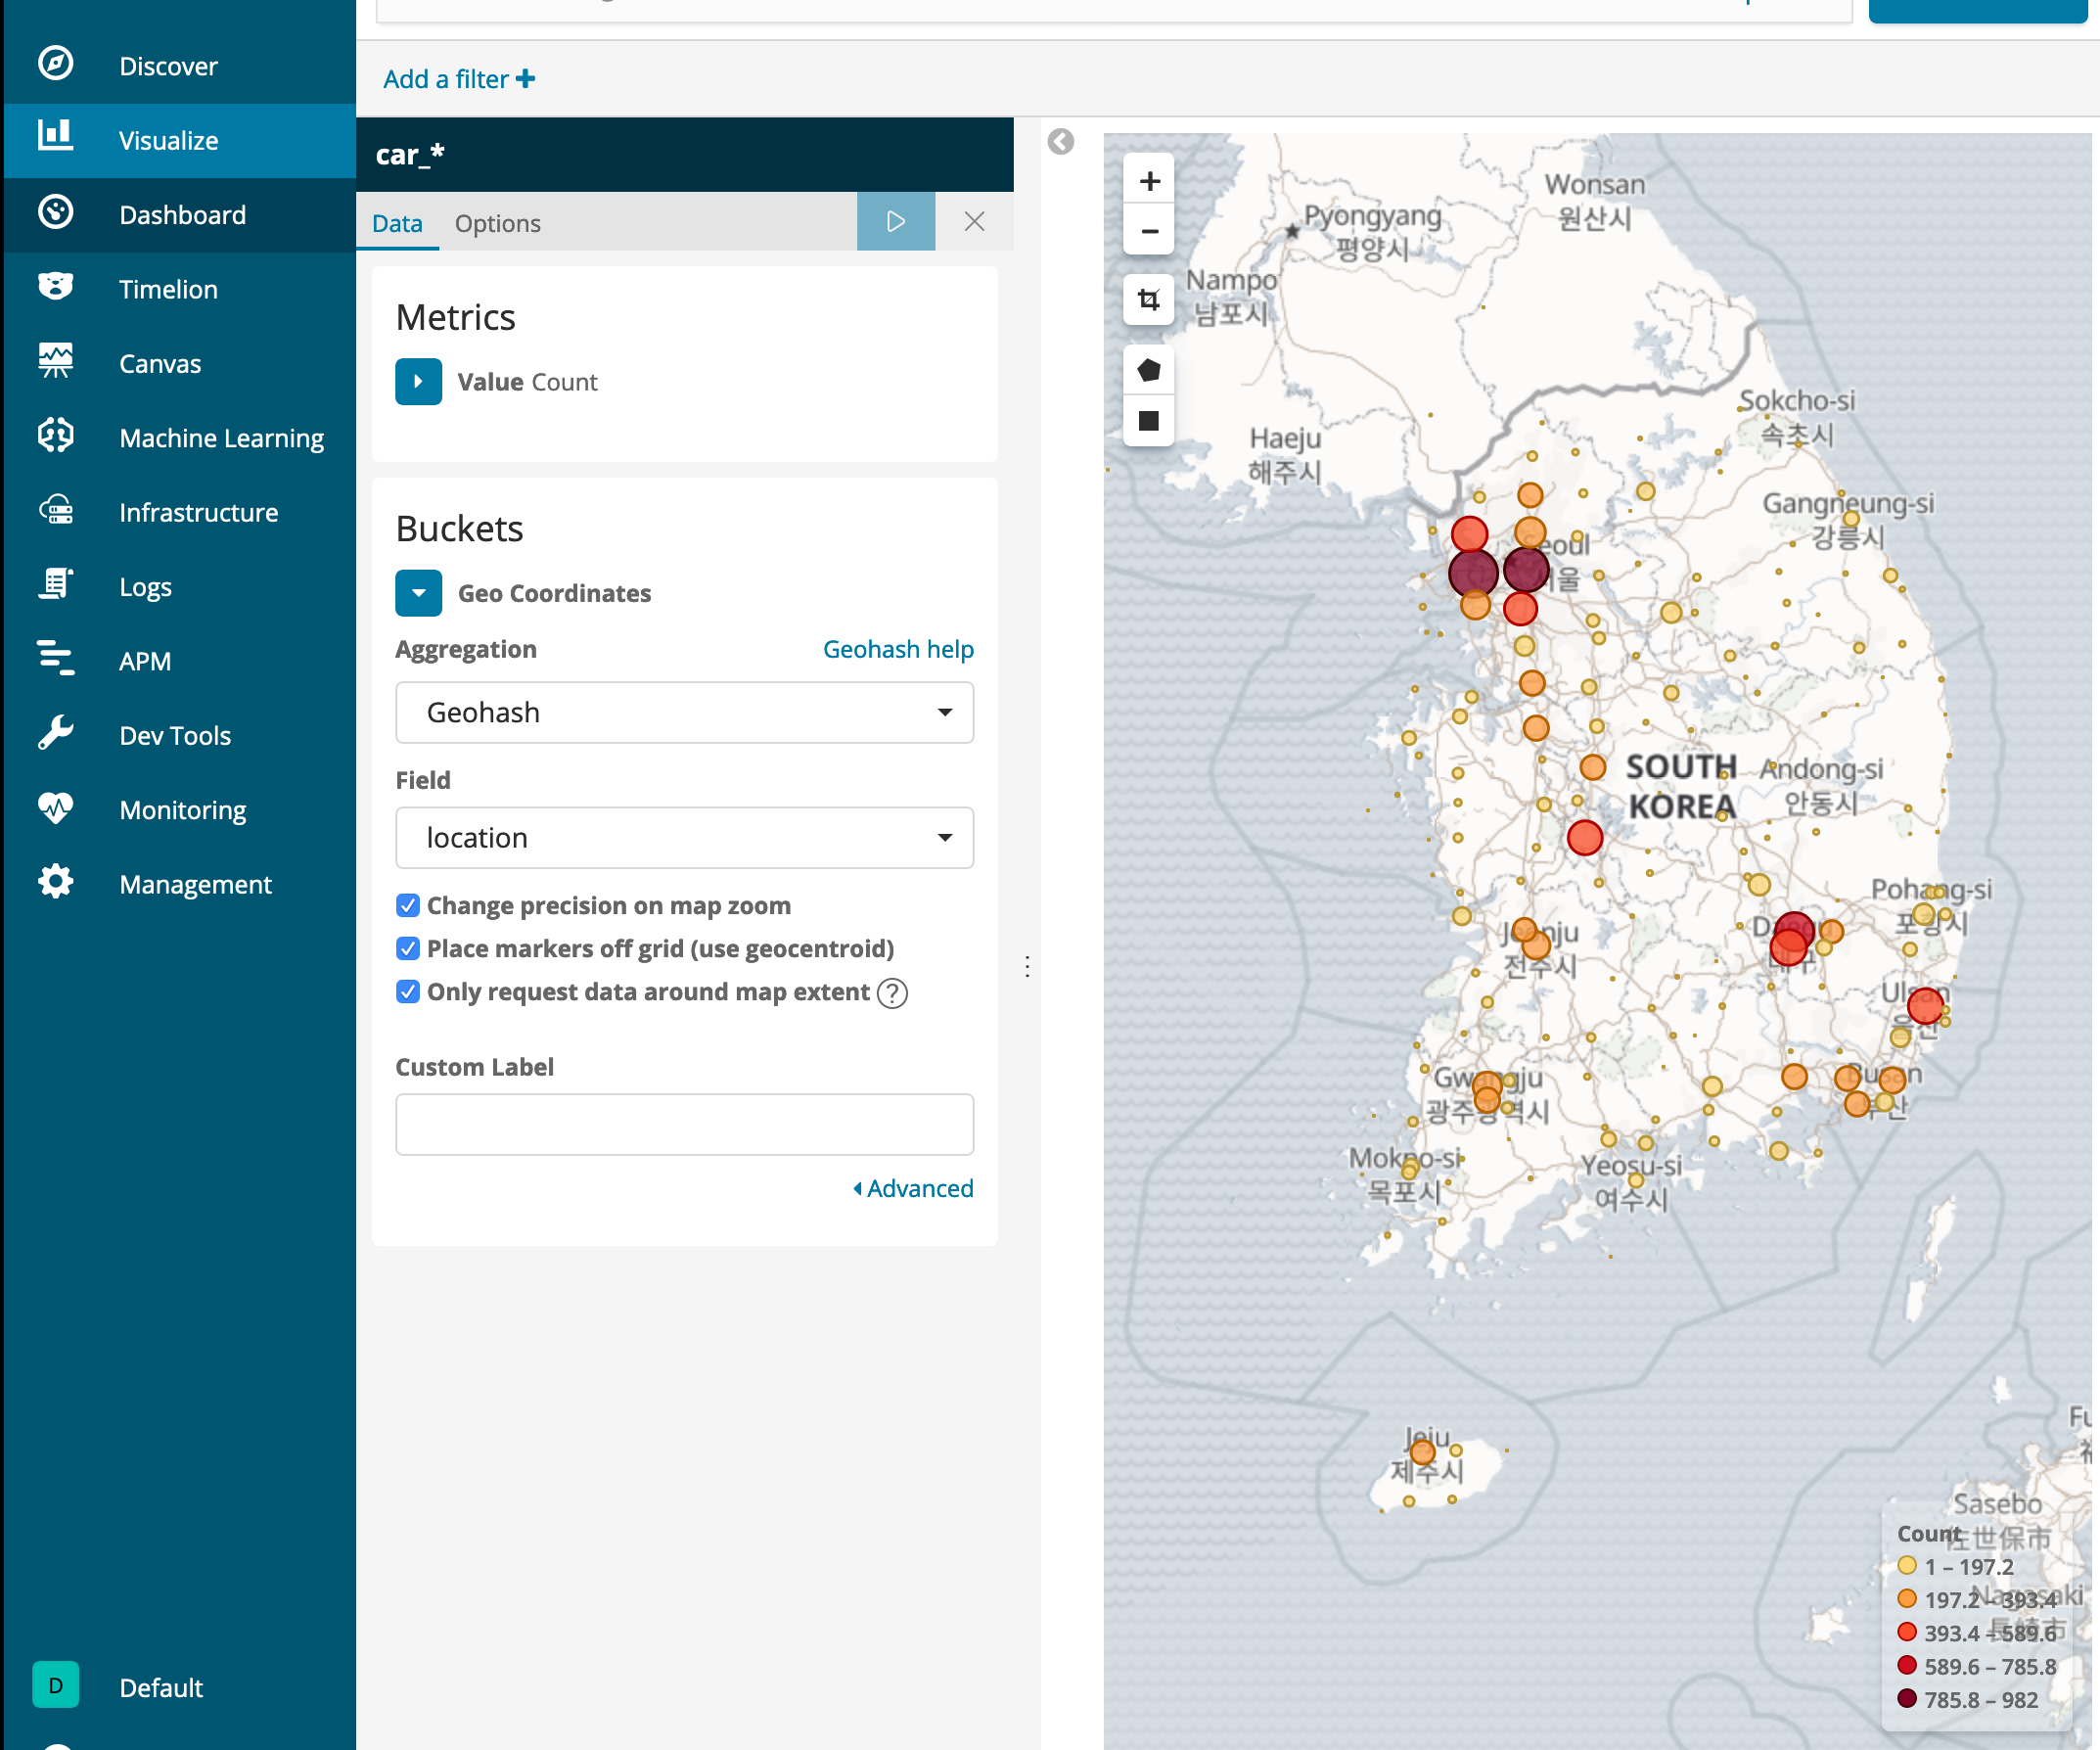 Discover
Visualize
Dashboard
Timelion
Canvas
Machine Learning
Infrastructure
Logs
APM
Dev Tools
Monitoring
Management
D
Default
Add a filter +
car_*
Data
Options
Metrics
Value Count
Buckets
Geo Coordinates
Aggregation
Geohash help
Geohash
Field
location
Change precision on map zoom
Place markers off grid (use geocentroid)
Only request data around map extent ?
Custom Label
Advanced
+
−
Wonsan
원산시
Pyongyang
평양시
Nampo
남포시
Haeju
해주시
Sokcho-si
속초시
Gangneung-si
강릉시
SOUTH
KOREA
Andong-si
안동시
Pohang-si
포항시
전주시
Ulsan
울산
Gwangju
광주광역시
Busan
부산
Mokpo-si
목포시
Yeosu-si
여수시
Jeju
제주시
Sasebo
佐世保市
Nagasaki
長崎市
Count
1 – 197.2
197.2 – 393.4
393.4 – 589.6
589.6 – 785.8
785.8 – 982